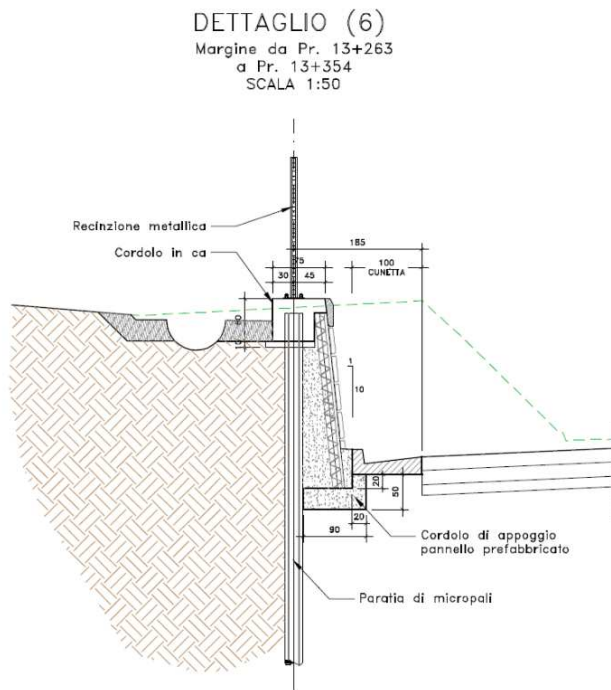 DETTAGLIO (6)
Margine da Pr. 13+263
a Pr. 13+354
SCALA 1:50
Recinzione metallica
Cordolo in ca
185
75
30 45
100
CUNETTA
60
10
1
10
20
50
20
90
Cordolo di appoggio
pannello prefabbricato
Paratia di micropali